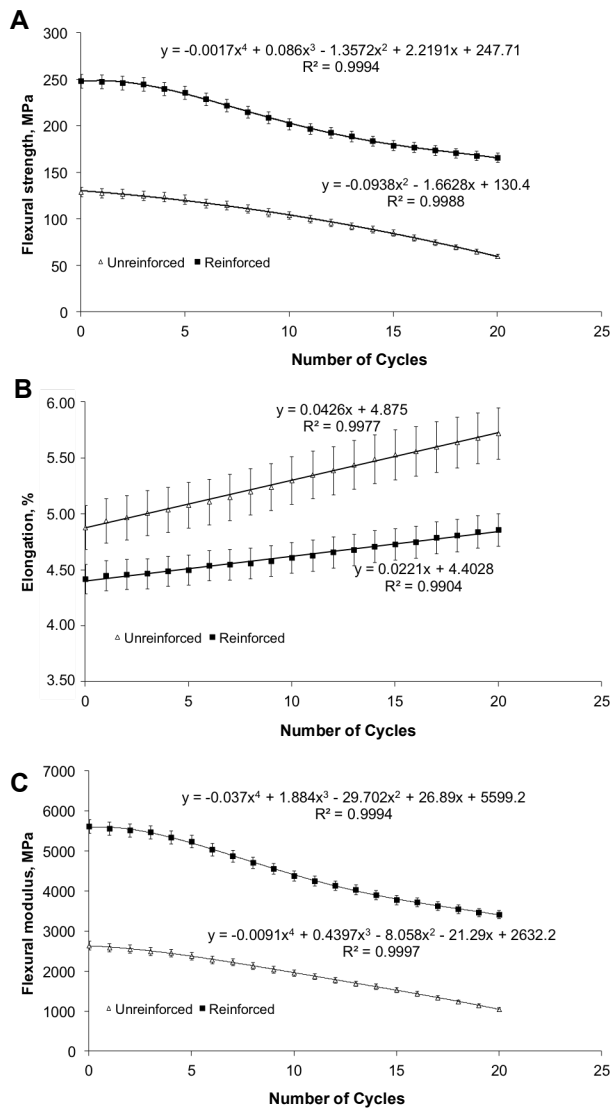 A
y = -0.0017x⁴ + 0.086x³ - 1.3572x² + 2.2191x + 247.71
R² = 0.9994
y = -0.0938x² - 1.6628x + 130.4
R² = 0.9988
Flexural strength, MPa
300
250
200
150
100
50
0
Unreinforced Reinforced
0 5 10 15 20 25
Number of Cycles
B
y = 0.0426x + 4.875
R² = 0.9977
y = 0.0221x + 4.4028
R² = 0.9904
Elongation, %
6.00
5.50
5.00
4.50
4.00
3.50
Unreinforced Reinforced
0 5 10 15 20 25
Number of Cycles
C
y = -0.037x⁴ + 1.884x³ - 29.702x² + 26.89x + 5599.2
R² = 0.9994
y = -0.0091x⁴ + 0.4397x³ - 8.058x² - 21.29x + 2632.2
R² = 0.9997
Flexural modulus, MPa
7000
6000
5000
4000
3000
2000
1000
0
Unreinforced Reinforced
0 5 10 15 20 25
Number of Cycles